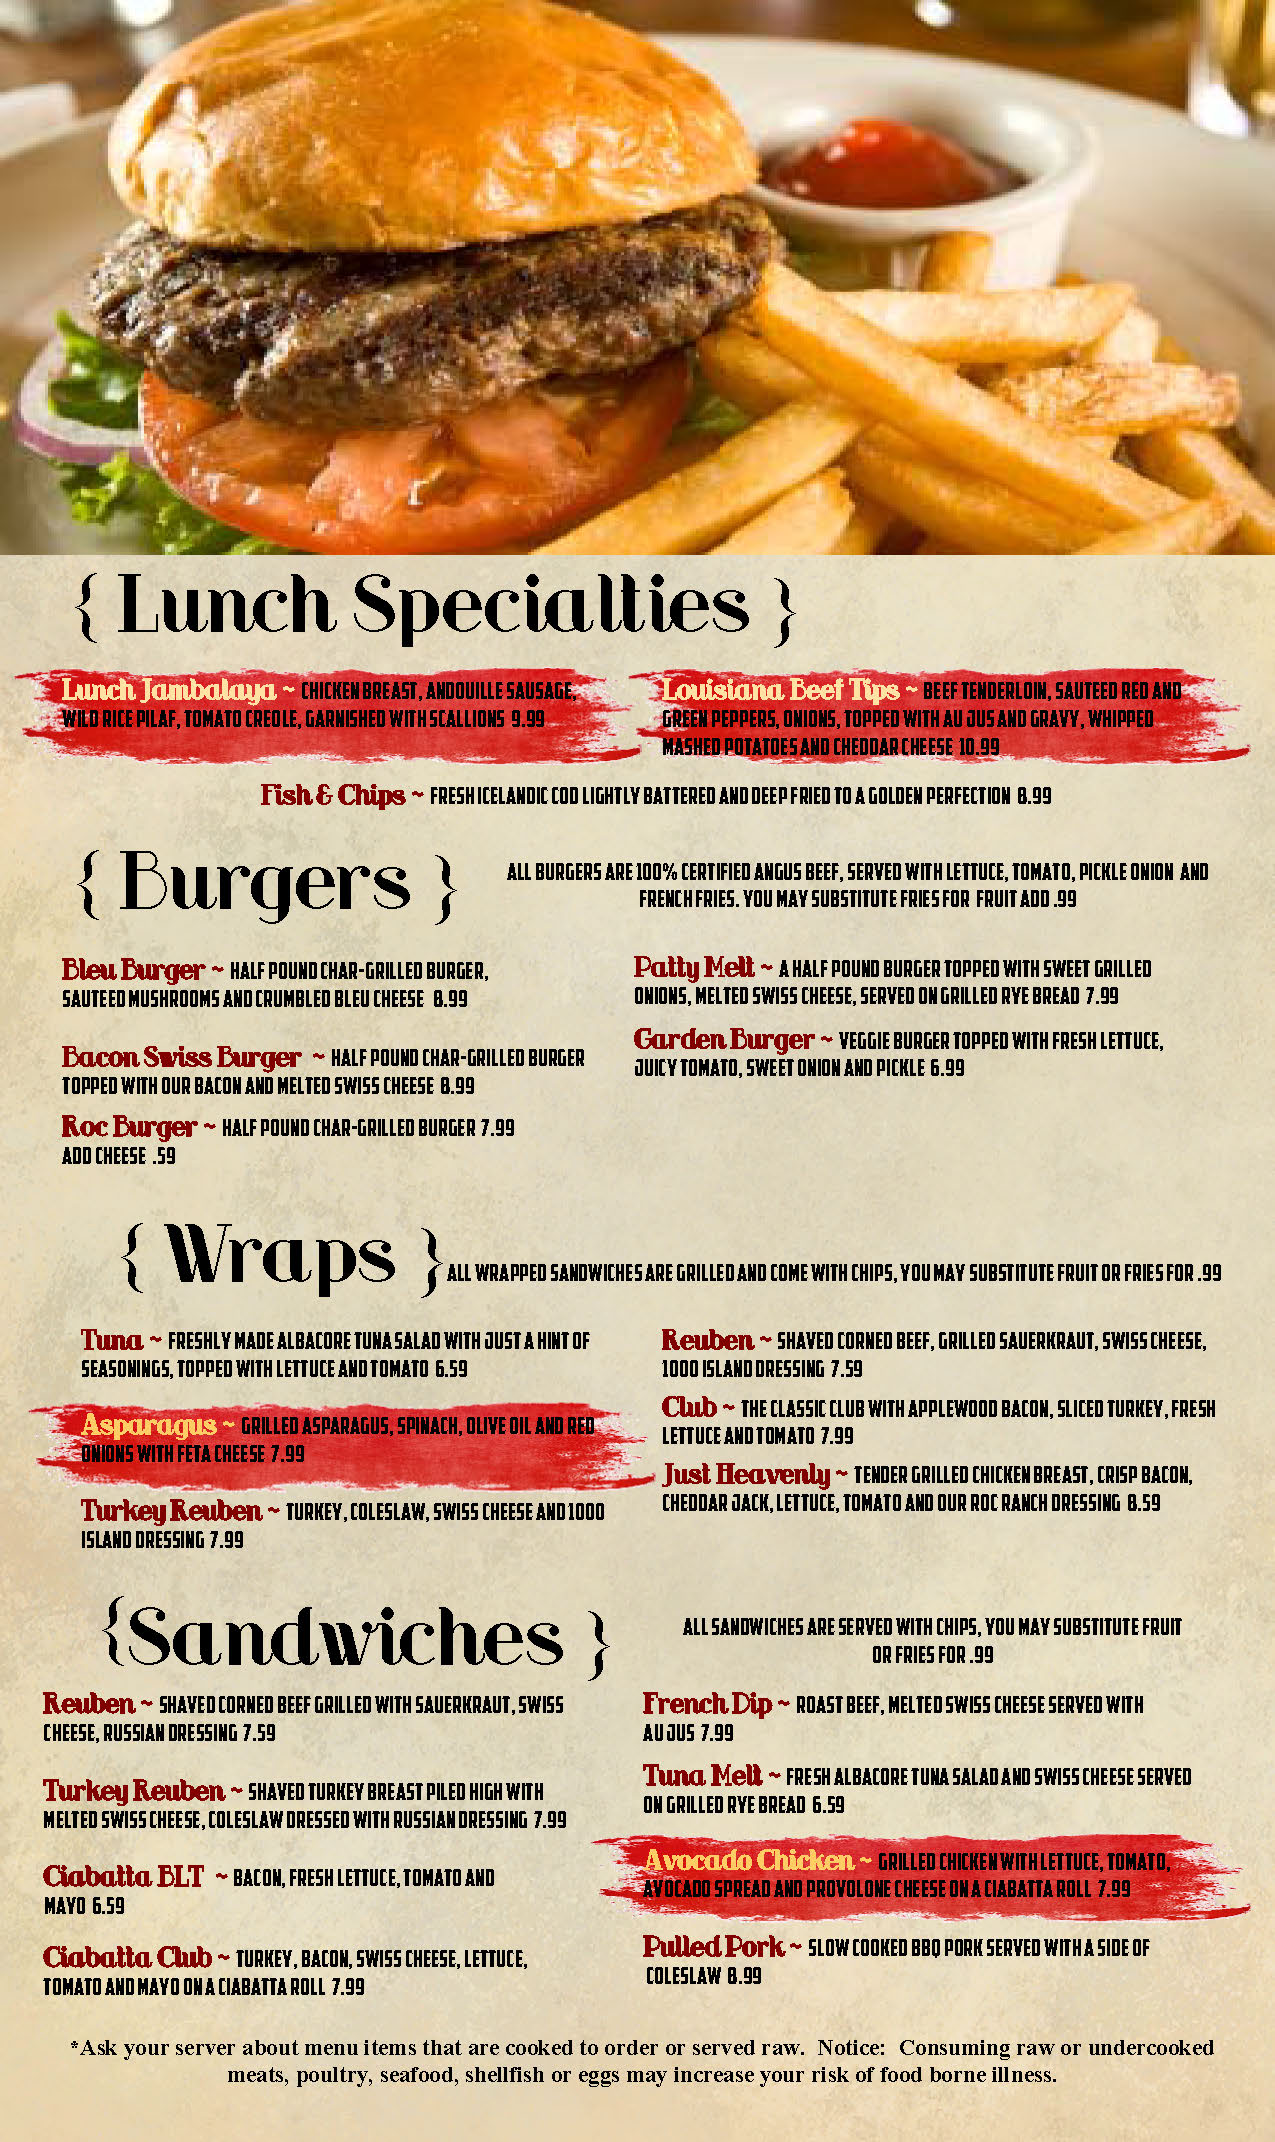 { Lunch Specialties }
Lunch Jambalaya ~ CHICKEN BREAST, ANDOUILLE SAUSAGE,
WILD RICE PILAF, TOMATO CREOLE, GARNISHED WITH SCALLIONS 9.99
Louisiana Beef Tips ~ BEEF TENDERLOIN, SAUTEED RED AND
GREEN PEPPERS, ONIONS, TOPPED WITH AU JUS AND GRAVY, WHIPPED
MASHED POTATOES AND CHEDDAR CHEESE 10.99
Fish & Chips ~ FRESH ICELANDIC COD LIGHTLY BATTERED AND DEEP FRIED TO A GOLDEN PERFECTION 8.99
{ Burgers }
ALL BURGERS ARE 100% CERTIFIED ANGUS BEEF, SERVED WITH LETTUCE, TOMATO, PICKLE ONION AND
FRENCH FRIES. YOU MAY SUBSTITUTE FRIES FOR FRUIT ADD .99
Bleu Burger ~ HALF POUND CHAR-GRILLED BURGER,
SAUTEED MUSHROOMS AND CRUMBLED BLEU CHEESE 8.99
Bacon Swiss Burger ~ HALF POUND CHAR-GRILLED BURGER
TOPPED WITH OUR BACON AND MELTED SWISS CHEESE 8.99
Roc Burger ~ HALF POUND CHAR-GRILLED BURGER 7.99
ADD CHEESE .59
Patty Melt ~ A HALF POUND BURGER TOPPED WITH SWEET GRILLED
ONIONS, MELTED SWISS CHEESE, SERVED ON GRILLED RYE BREAD 7.99
Garden Burger ~ VEGGIE BURGER TOPPED WITH FRESH LETTUCE,
JUICY TOMATO, SWEET ONION AND PICKLE 6.99
{ Wraps }
ALL WRAPPED SANDWICHES ARE GRILLED AND COME WITH CHIPS, YOU MAY SUBSTITUTE FRUIT OR FRIES FOR .99
Tuna ~ FRESHLY MADE ALBACORE TUNA SALAD WITH JUST A HINT OF
SEASONINGS, TOPPED WITH LETTUCE AND TOMATO 6.59
Asparagus ~ GRILLED ASPARAGUS, SPINACH, OLIVE OIL AND RED
ONIONS WITH FETA CHEESE 7.99
Turkey Reuben ~ TURKEY, COLESLAW, SWISS CHEESE AND 1000
ISLAND DRESSING 7.99
Reuben ~ SHAVED CORNED BEEF, GRILLED SAUERKRAUT, SWISS CHEESE,
1000 ISLAND DRESSING 7.59
Club ~ THE CLASSIC CLUB WITH APPLEWOOD BACON, SLICED TURKEY, FRESH
LETTUCE AND TOMATO 7.99
Just Heavenly ~ TENDER GRILLED CHICKEN BREAST, CRISP BACON,
CHEDDAR JACK, LETTUCE, TOMATO AND OUR ROC RANCH DRESSING 8.59
{Sandwiches }
ALL SANDWICHES ARE SERVED WITH CHIPS, YOU MAY SUBSTITUTE FRUIT
OR FRIES FOR .99
Reuben ~ SHAVED CORNED BEEF GRILLED WITH SAUERKRAUT, SWISS
CHEESE, RUSSIAN DRESSING 7.59
Turkey Reuben ~ SHAVED TURKEY BREAST PILED HIGH WITH
MELTED SWISS CHEESE, COLESLAW DRESSED WITH RUSSIAN DRESSING 7.99
Ciabatta BLT ~ BACON, FRESH LETTUCE, TOMATO AND
MAYO 6.59
Ciabatta Club ~ TURKEY, BACON, SWISS CHEESE, LETTUCE,
TOMATO AND MAYO ON A CIABATTA ROLL 7.99
French Dip ~ ROAST BEEF, MELTED SWISS CHEESE SERVED WITH
AU JUS 7.99
Tuna Melt ~ FRESH ALBACORE TUNA SALAD AND SWISS CHEESE SERVED
ON GRILLED RYE BREAD 6.59
Avocado Chicken ~ GRILLED CHICKEN WITH LETTUCE, TOMATO,
AVOCADO SPREAD AND PROVOLONE CHEESE ON A CIABATTA ROLL 7.99
Pulled Pork ~ SLOW COOKED BBQ PORK SERVED WITH A SIDE OF
COLESLAW 8.99
*Ask your server about menu items that are cooked to order or served raw. Notice: Consuming raw or undercooked
meats, poultry, seafood, shellfish or eggs may increase your risk of food borne illness.